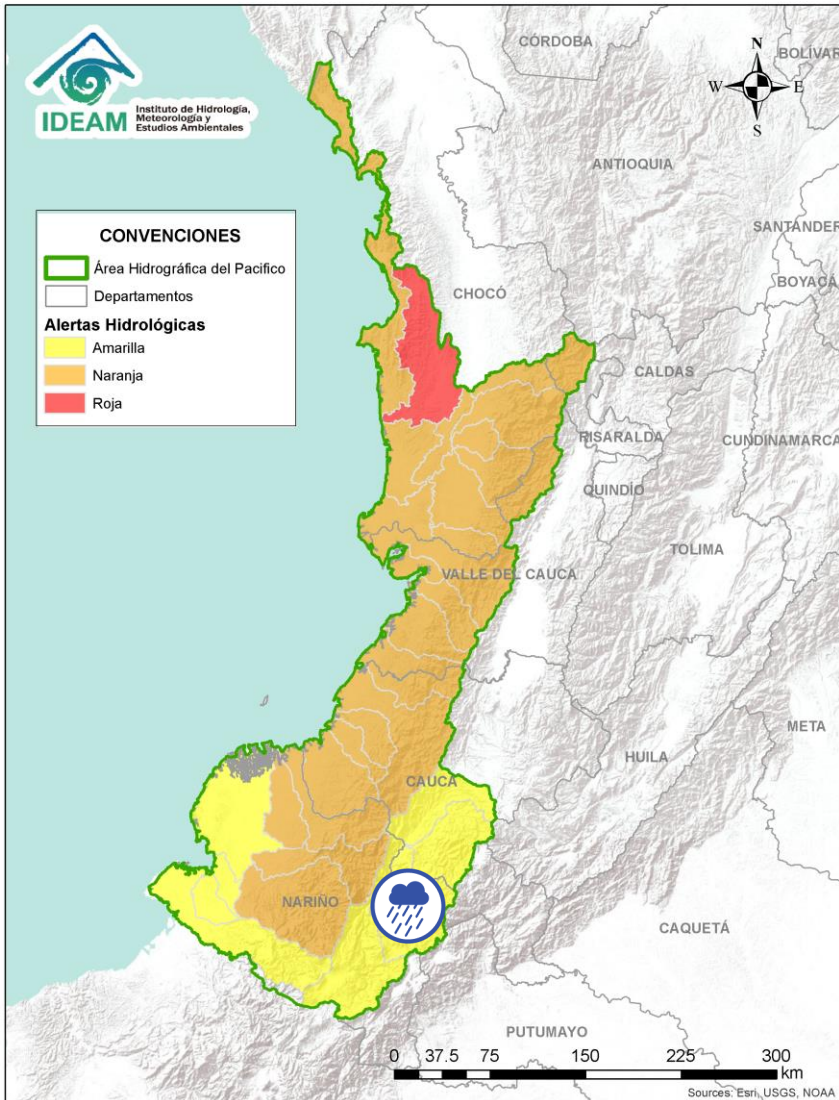 CÓRDOBA
BOLÍVAR
N
W E
S
IDEAM
Instituto de Hidrología,
Meteorología y
Estudios Ambientales
ANTIOQUIA
SANTANDER
CONVENCIONES
Área Hidrográfica del Pacifico
Departamentos
Alertas Hidrológicas
Amarilla
Naranja
Roja
BOYACÁ
CHOCÓ
CALDAS
RISARALDA
CUNDINAMARCA
QUINDÍO
TOLIMA
VALLE DEL CAUCA
META
HUILA
CAUCA
NARIÑO
CAQUETÁ
PUTUMAYO
0 37.5 75 150 225 300
km
Sources: Esri, USGS, NOAA